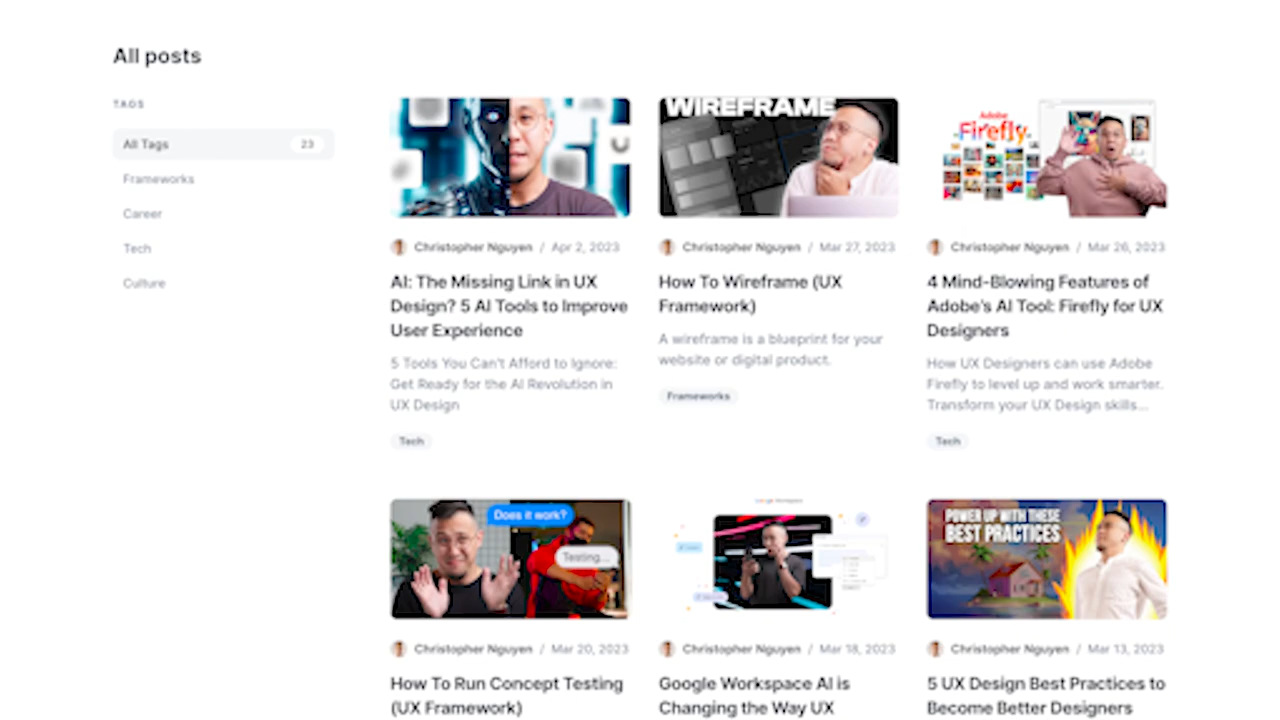 All posts
TAGS
All Tags
23
Frameworks
Career
Tech
Culture
WIREFRAME
Adobe
Firefly
Christopher Nguyen / Apr 2, 2023
AI: The Missing Link in UX
Design? 5 AI Tools to Improve
User Experience
5 Tools You Can't Afford to Ignore:
Get Ready for the AI Revolution in
UX Design
Tech
Christopher Nguyen / Mar 27, 2023
How To Wireframe (UX
Framework)
A wireframe is a blueprint for your
website or digital product.
Frameworks
Christopher Nguyen / Mar 26, 2023
4 Mind-Blowing Features of
Adobe's AI Tool: Firefly for UX
Designers
How UX Designers can use Adobe
Firefly to level up and work smarter.
Transform your UX Design skills...
Tech
Does it work?
Testing...
Christopher Nguyen / Mar 20, 2023
How To Run Concept Testing
(UX Framework)
Google Workspace
Christopher Nguyen / Mar 18, 2023
Google Workspace AI is
Changing the Way UX
POWER UP WITH THESE
BEST PRACTICES
Christopher Nguyen / Mar 13, 2023
5 UX Design Best Practices to
Become Better Designers